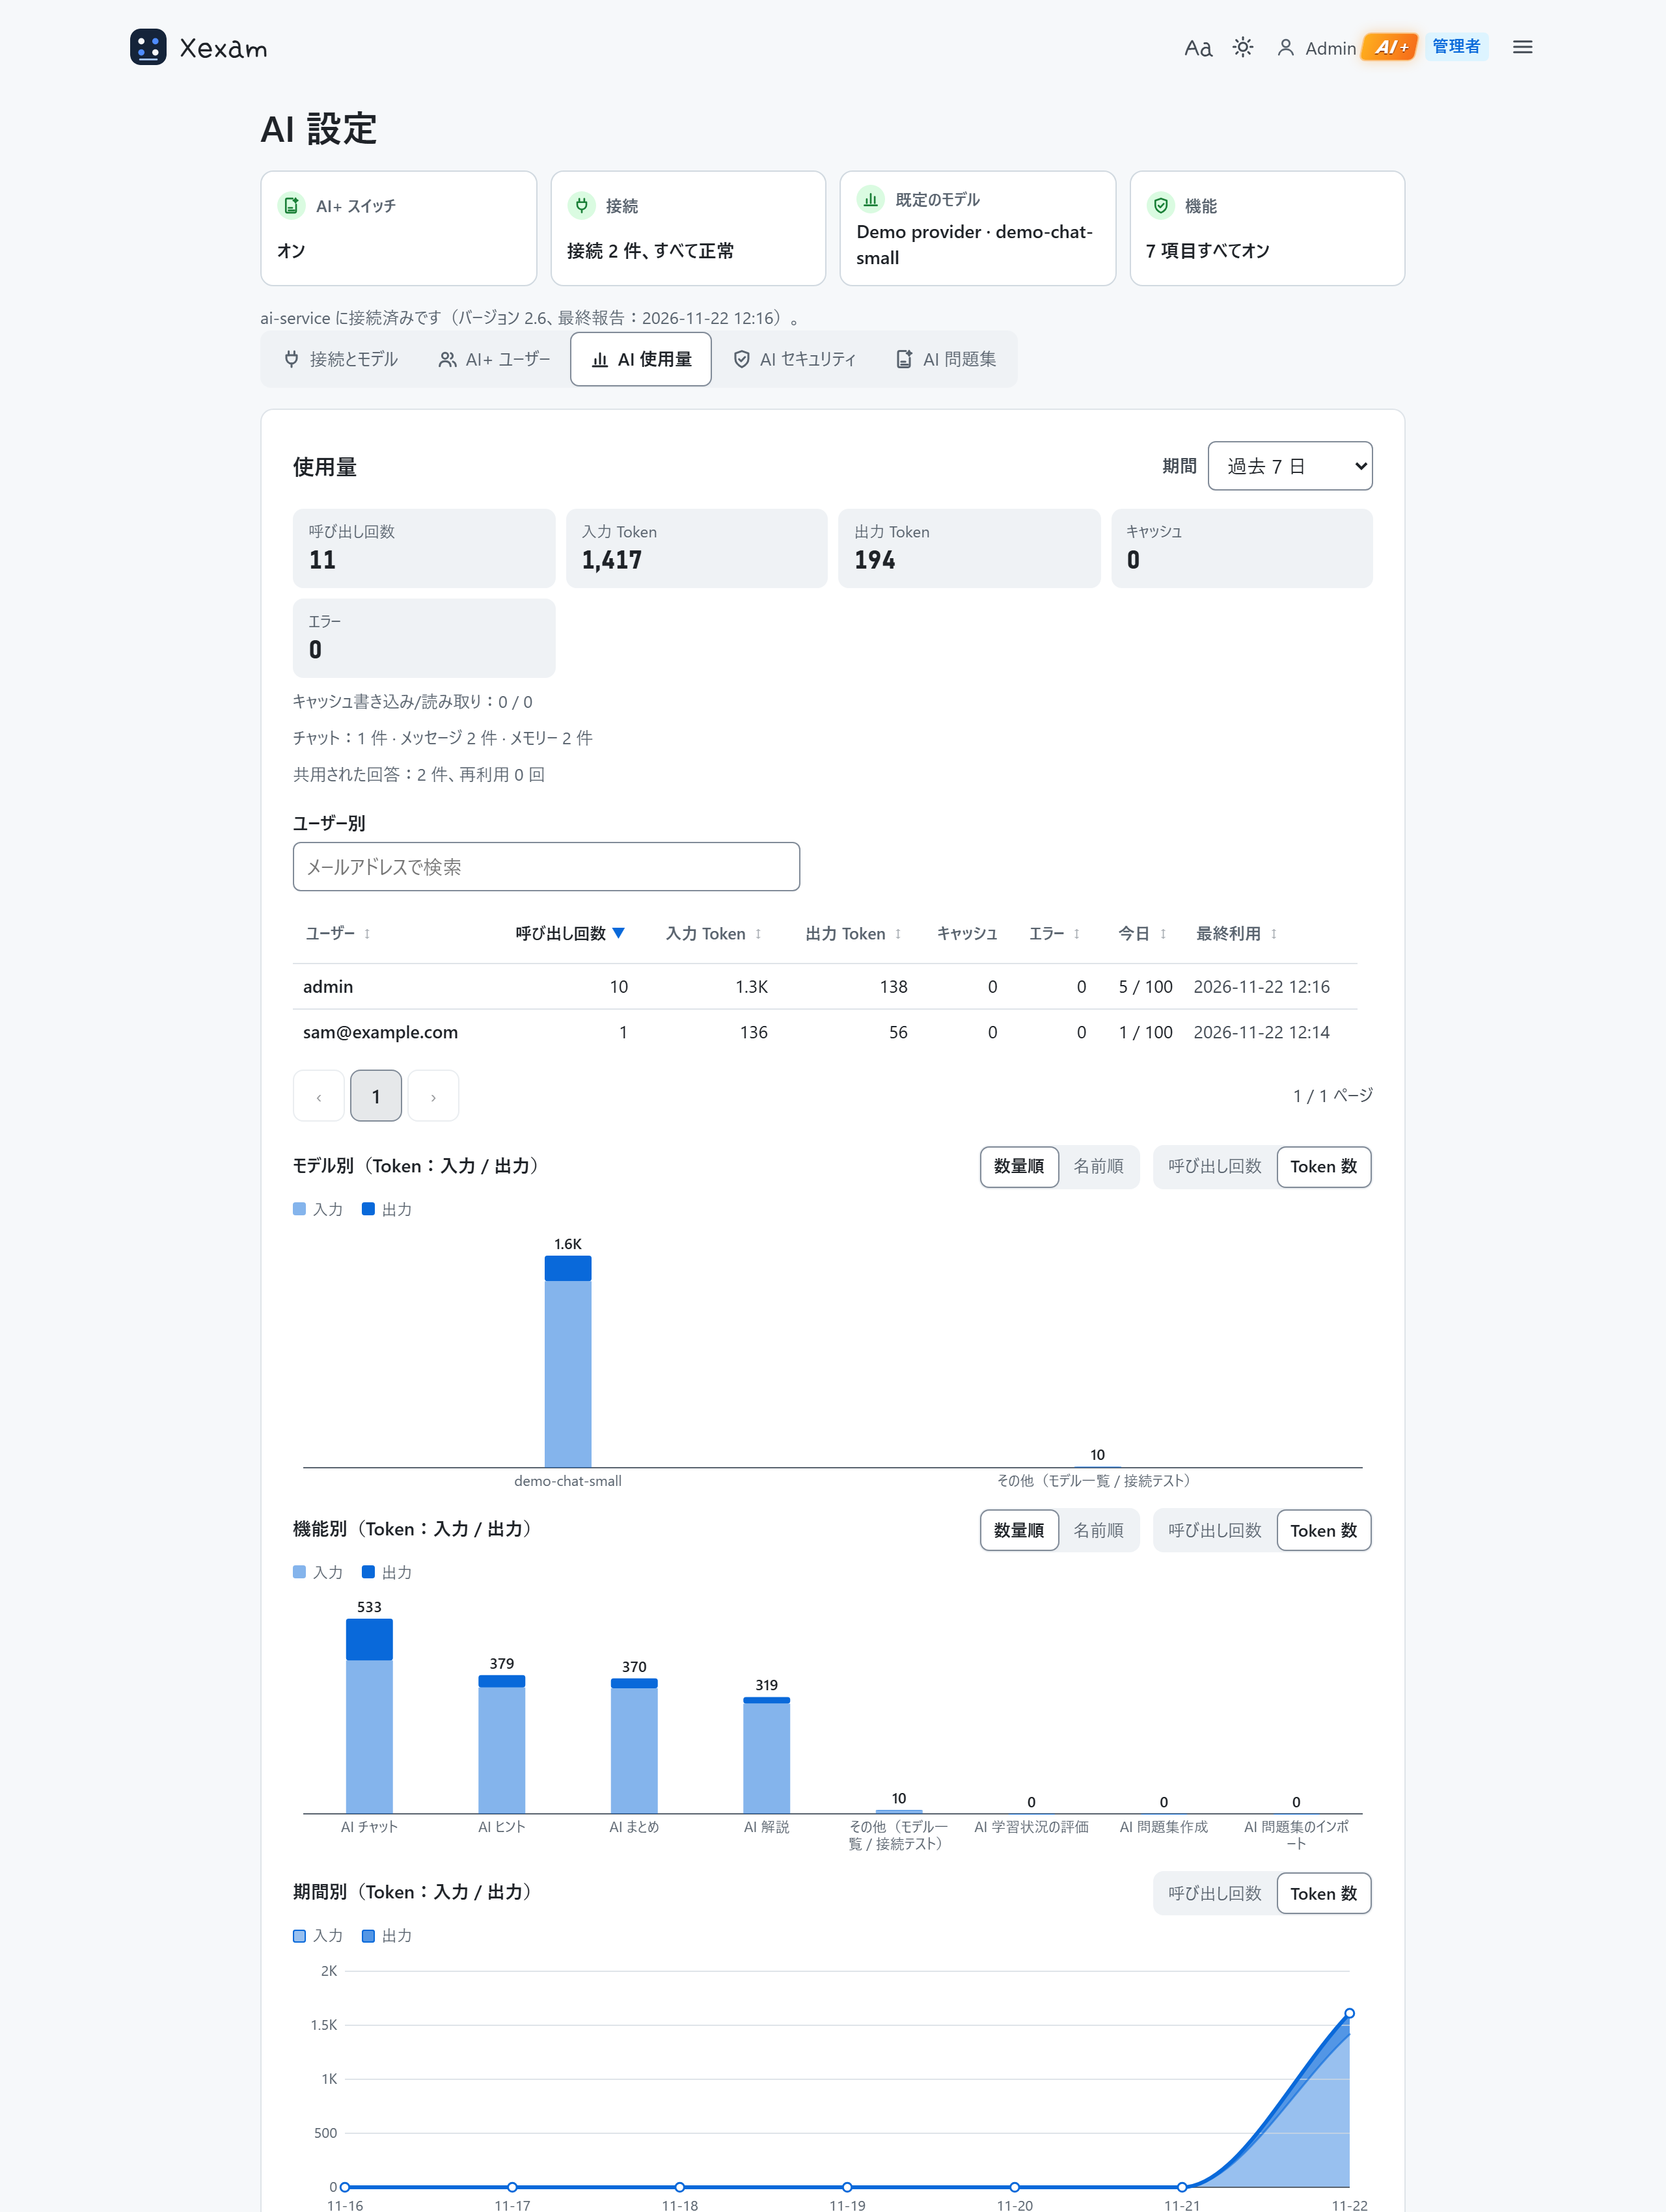 Xexam
Aa Admin AI+ 管理者
AI 設定
AI+ スイッチ
オン
接続
接続 2 件、すべて正常
既定のモデル
Demo provider · demo-chat-
small
機能
7 項目すべてオン
ai-service に接続済みです（バージョン 2.6、最終報告：2026-11-22 12:16）。
接続とモデル AI+ ユーザー AI 使用量 AI セキュリティ AI 問題集
使用量
期間 過去 7 日
呼び出し回数
11
入力 Token
1,417
出力 Token
194
キャッシュ
0
エラー
0
キャッシュ書き込み/読み取り：0 / 0
チャット：1 件 · メッセージ 2 件 · メモリー 2 件
共用された回答：2 件、再利用 0 回
ユーザー別
メールアドレスで検索
ユーザー ↕ 呼び出し回数 ▼ 入力 Token ↕ 出力 Token ↕ キャッシュ エラー ↕ 今日 ↕ 最終利用 ↕
admin 10 1.3K 138 0 0 5 / 100 2026-11-22 12:16
sam@example.com 1 136 56 0 0 1 / 100 2026-11-22 12:14
‹ 1 › 1 / 1 ページ
モデル別（Token：入力 / 出力） 数量順 名前順 呼び出し回数 Token 数
入力 出力
1.6K
10
demo-chat-small その他（モデル一覧 / 接続テスト）
機能別（Token：入力 / 出力） 数量順 名前順 呼び出し回数 Token 数
入力 出力
533
379
370
319
10
0
0
0
AI チャット
AI ヒント
AI まとめ
AI 解説
その他（モデル一
覧 / 接続テスト）
AI 学習状況の評価
AI 問題集作成
AI 問題集のインポ
ート
期間別（Token：入力 / 出力） 呼び出し回数 Token 数
入力 出力
2K
1.5K
1K
500
0
11-16 11-17 11-18 11-19 11-20 11-21 11-22